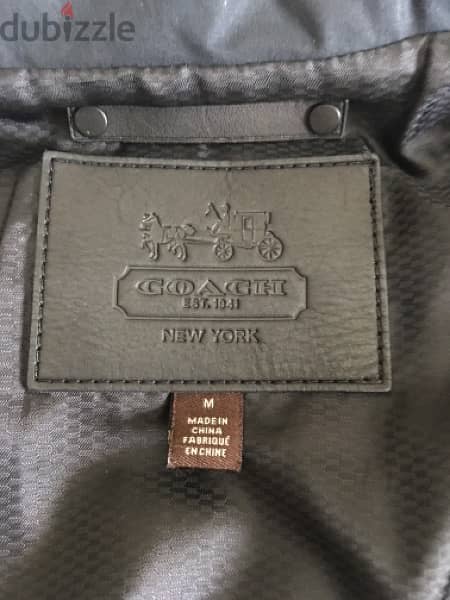 dubizzle
COACH
EST. 1941
NEW YORK
M
MADE IN
CHINA
FABRIQUÉ
EN CHINE